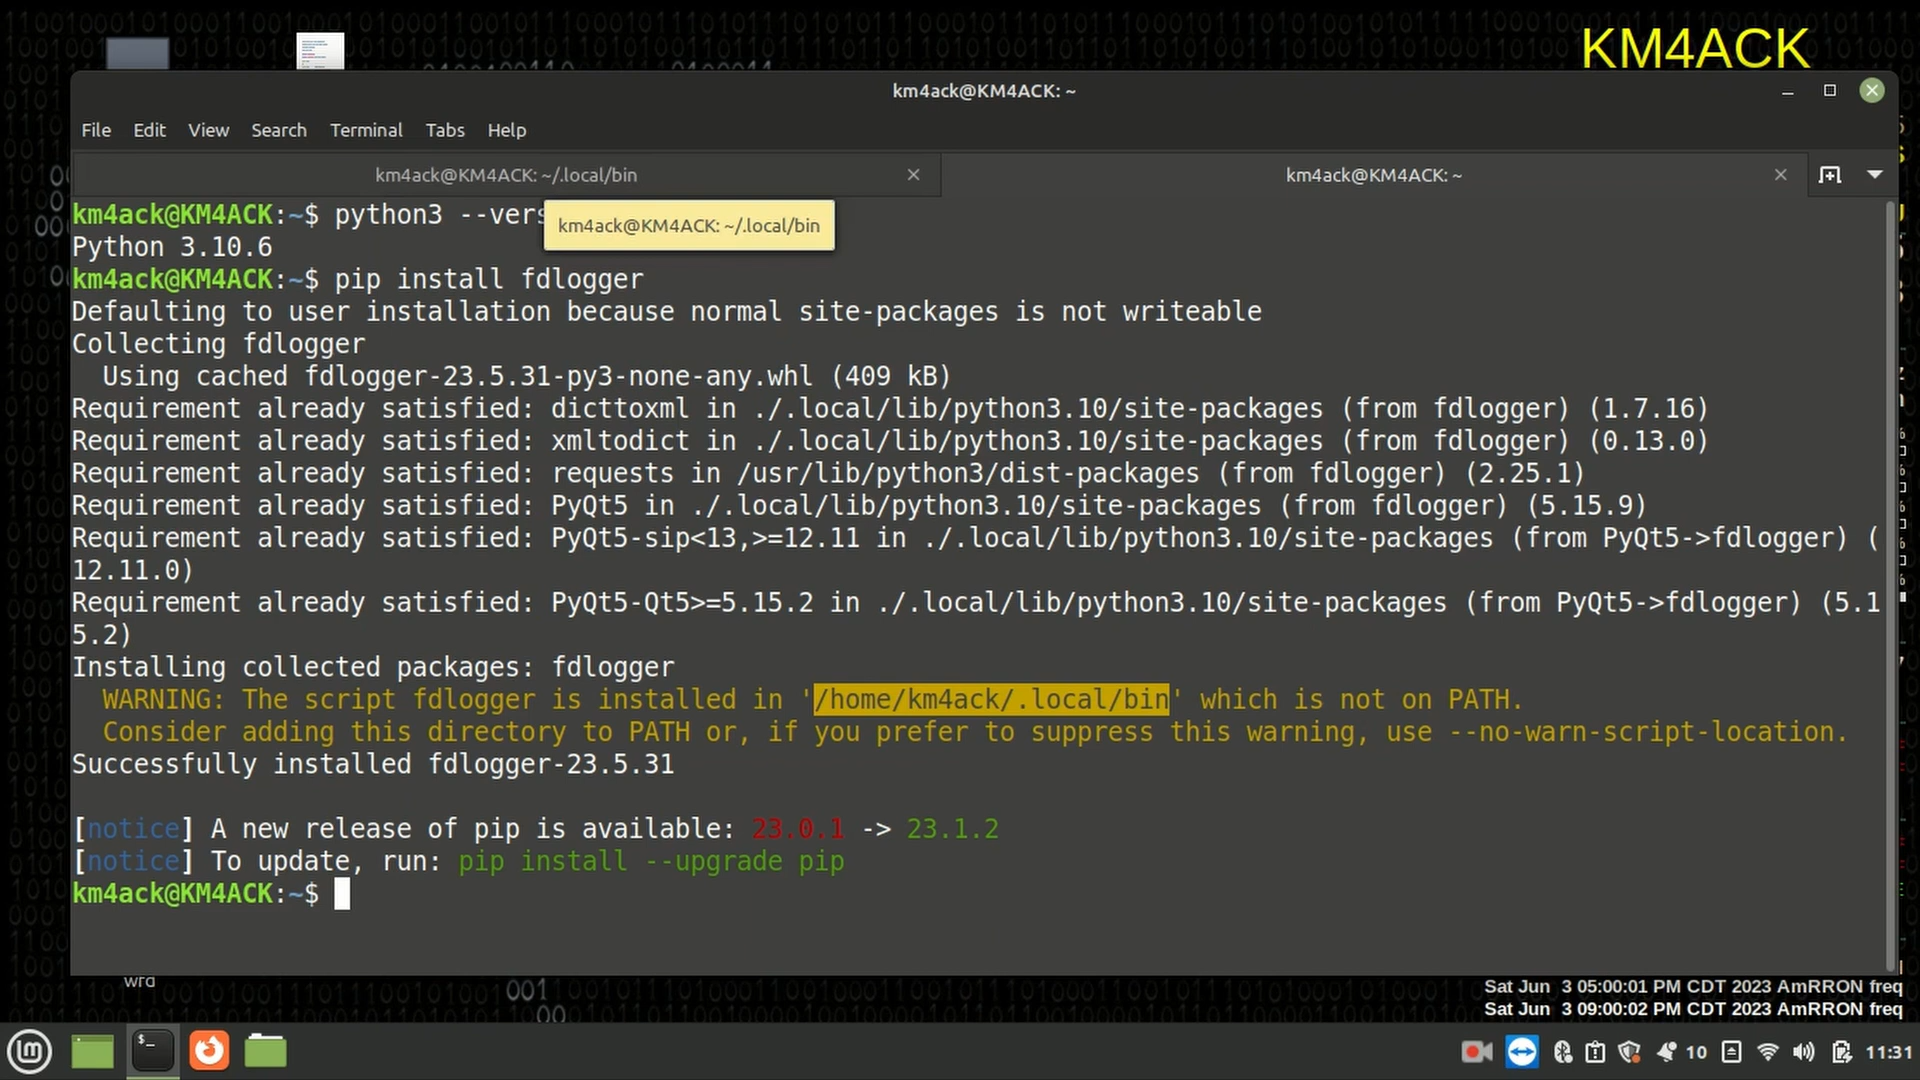 KM4ACK
km4ack@KM4ACK: ~
File Edit View Search Terminal Tabs Help
km4ack@KM4ACK: ~/.local/bin
km4ack@KM4ACK: ~
km4ack@KM4ACK:~$ python3 --vers
km4ack@KM4ACK: ~/.local/bin
Python 3.10.6
km4ack@KM4ACK:~$ pip install fdlogger
Defaulting to user installation because normal site-packages is not writeable
Collecting fdlogger
  Using cached fdlogger-23.5.31-py3-none-any.whl (409 kB)
Requirement already satisfied: dicttoxml in ./.local/lib/python3.10/site-packages (from fdlogger) (1.7.16)
Requirement already satisfied: xmltodict in ./.local/lib/python3.10/site-packages (from fdlogger) (0.13.0)
Requirement already satisfied: requests in /usr/lib/python3/dist-packages (from fdlogger) (2.25.1)
Requirement already satisfied: PyQt5 in ./.local/lib/python3.10/site-packages (from fdlogger) (5.15.9)
Requirement already satisfied: PyQt5-sip<13,>=12.11 in ./.local/lib/python3.10/site-packages (from PyQt5->fdlogger) (
12.11.0)
Requirement already satisfied: PyQt5-Qt5>=5.15.2 in ./.local/lib/python3.10/site-packages (from PyQt5->fdlogger) (5.1
5.2)
Installing collected packages: fdlogger
  WARNING: The script fdlogger is installed in '/home/km4ack/.local/bin' which is not on PATH.
  Consider adding this directory to PATH or, if you prefer to suppress this warning, use --no-warn-script-location.
Successfully installed fdlogger-23.5.31
[notice] A new release of pip is available: 23.0.1 -> 23.1.2
[notice] To update, run: pip install --upgrade pip
km4ack@KM4ACK:~$
wfd
Sat Jun 3 05:00:01 PM CDT 2023 AmRRON freq
Sat Jun 3 09:00:02 PM CDT 2023 AmRRON freq
10
11:31